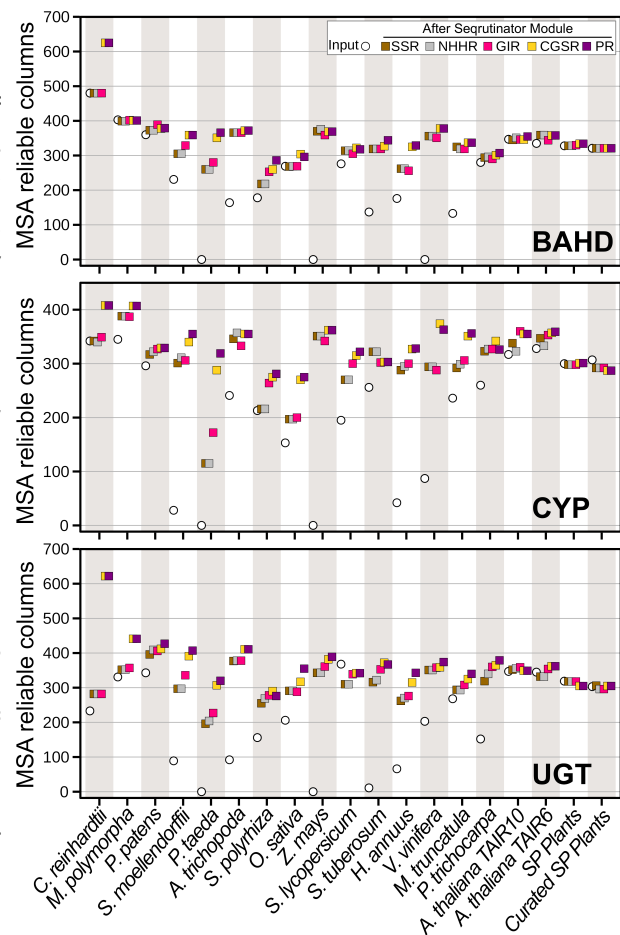 After Seqrutinator Module
Input SSR NHHR GIR CGSR PR
MSA reliable columns
700
600
500
400
300
200
100
0
BAHD
MSA reliable columns
400
300
200
100
0
CYP
MSA reliable columns
700
600
500
400
300
200
100
0
UGT
C. reinhardtii
M. polymorpha
P. patens
S. moellendorffii
P. taeda
A. trichopoda
S. polyrhiza
O. sativa
Z. mays
S. lycopersicum
S. tuberosum
H. annuus
V. vinifera
M. truncatula
P. trichocarpa
A. thaliana TAIR10
A. thaliana TAIR6
SP Plants
Curated SP Plants